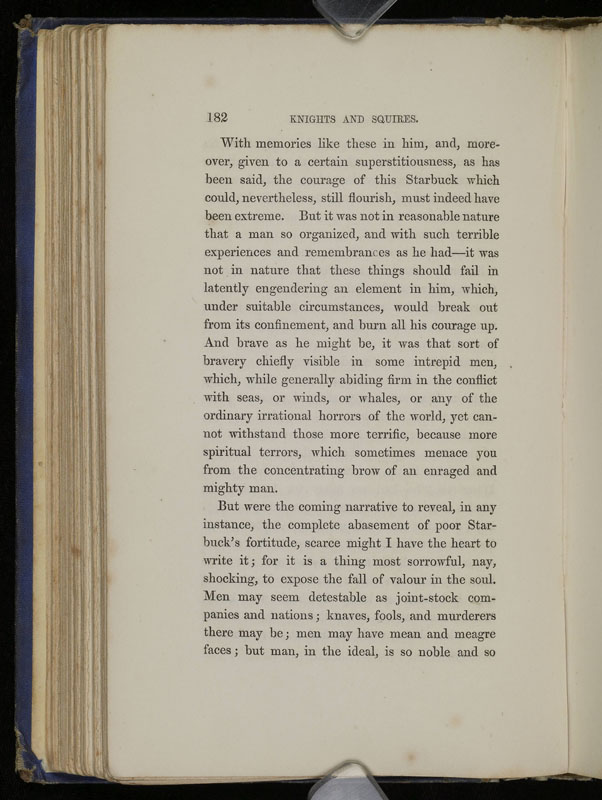 182 KNIGHTS AND SQUIRES.
With memories like these in him, and, more-
over, given to a certain superstitiousness, as has
been said, the courage of this Starbuck which
could, nevertheless, still flourish, must indeed have
been extreme. But it was not in reasonable nature
that a man so organized, and with such terrible
experiences and remembrances as he had—it was
not in nature that these things should fail in
latently engendering an element in him, which,
under suitable circumstances, would break out
from its confinement, and burn all his courage up.
And brave as he might be, it was that sort of
bravery chiefly visible in some intrepid men,
which, while generally abiding firm in the conflict
with seas, or winds, or whales, or any of the
ordinary irrational horrors of the world, yet can-
not withstand those more terrific, because more
spiritual terrors, which sometimes menace you
from the concentrating brow of an enraged and
mighty man.
But were the coming narrative to reveal, in any
instance, the complete abasement of poor Star-
buck's fortitude, scarce might I have the heart to
write it; for it is a thing most sorrowful, nay,
shocking, to expose the fall of valour in the soul.
Men may seem detestable as joint-stock com-
panies and nations; knaves, fools, and murderers
there may be; men may have mean and meagre
faces; but man, in the ideal, is so noble and so